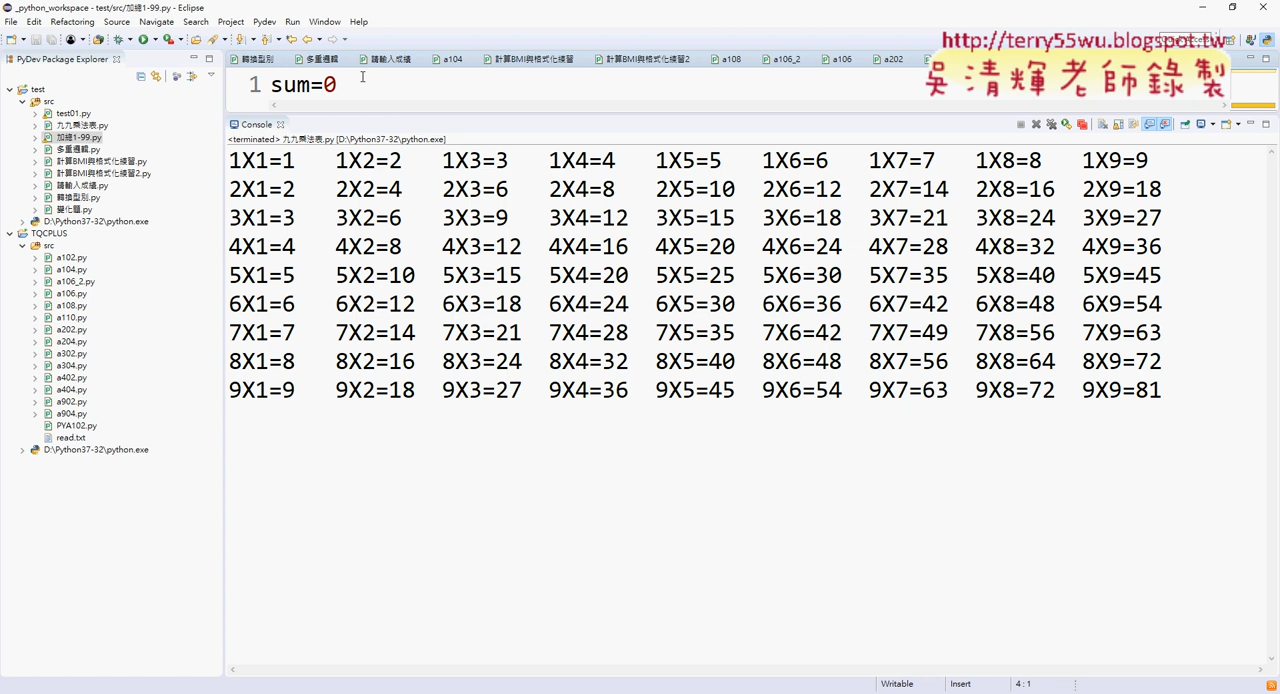 _python_workspace - test/src/加總1-99.py - Eclipse
File Edit Refactoring Source Navigate Search Project Pydev Run Window Help
http://terry55wu.blogspot.tw
吳清輝老師錄製
PyDev Package Explorer
轉換型別 多重邏輯 請輸入成績 a104 計算BMI與格式化練習 計算BMI與格式化練習2 a108 a106_2 a106 a202
1 sum=0
test
src
test01.py
九九乘法表.py
加總1-99.py
多重邏輯.py
計算BMI與格式化練習.py
計算BMI與格式化練習2.py
請輸入成績.py
轉換型別.py
變化題.py
D:\Python37-32\python.exe
TQCPLUS
src
a102.py
a104.py
a106_2.py
a106.py
a108.py
a110.py
a202.py
a204.py
a302.py
a304.py
a402.py
a404.py
a902.py
a904.py
PYA102.py
read.txt
D:\Python37-32\python.exe
Console
<terminated> 九九乘法表.py [D:\Python37-32\python.exe]
1X1=1 1X2=2 1X3=3 1X4=4 1X5=5 1X6=6 1X7=7 1X8=8 1X9=9
2X1=2 2X2=4 2X3=6 2X4=8 2X5=10 2X6=12 2X7=14 2X8=16 2X9=18
3X1=3 3X2=6 3X3=9 3X4=12 3X5=15 3X6=18 3X7=21 3X8=24 3X9=27
4X1=4 4X2=8 4X3=12 4X4=16 4X5=20 4X6=24 4X7=28 4X8=32 4X9=36
5X1=5 5X2=10 5X3=15 5X4=20 5X5=25 5X6=30 5X7=35 5X8=40 5X9=45
6X1=6 6X2=12 6X3=18 6X4=24 6X5=30 6X6=36 6X7=42 6X8=48 6X9=54
7X1=7 7X2=14 7X3=21 7X4=28 7X5=35 7X6=42 7X7=49 7X8=56 7X9=63
8X1=8 8X2=16 8X3=24 8X4=32 8X5=40 8X6=48 8X7=56 8X8=64 8X9=72
9X1=9 9X2=18 9X3=27 9X4=36 9X5=45 9X6=54 9X7=63 9X8=72 9X9=81
Writable Insert 4 : 1